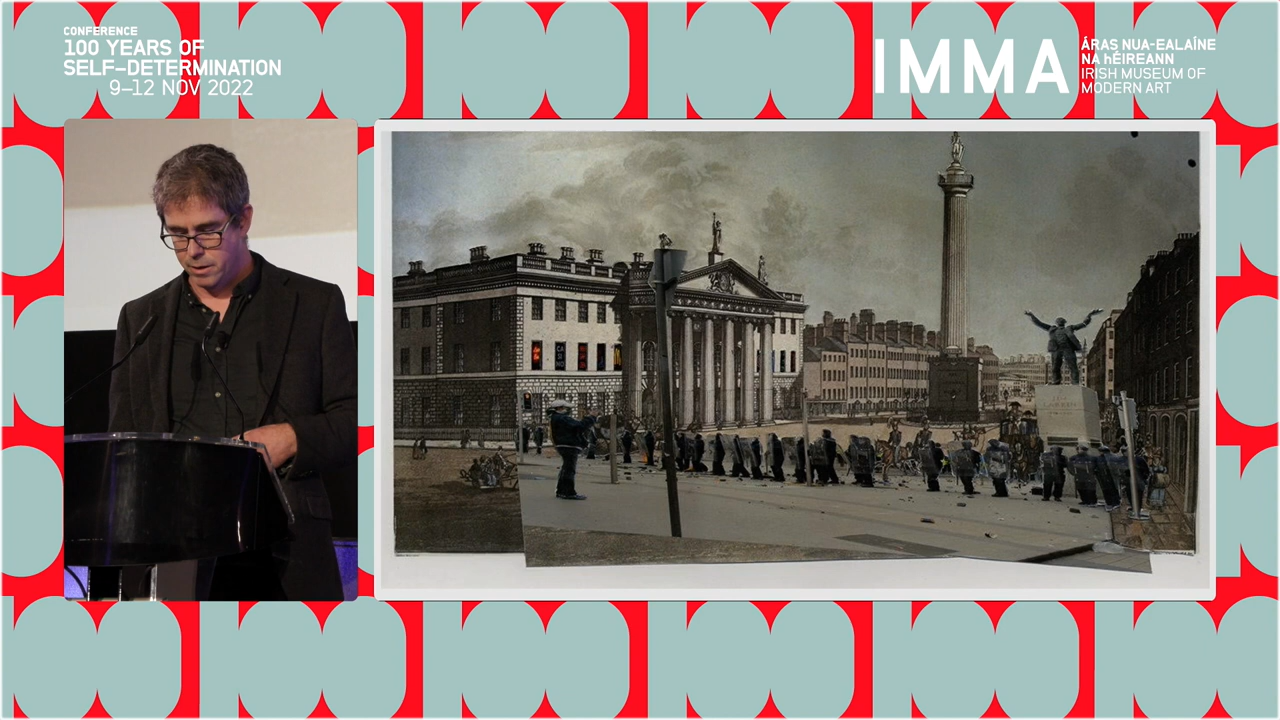 CONFERENCE
100 YEARS OF
SELF-DETERMINATION
9–12 NOV 2022
IMMA
ÁRAS NUA-EALAÍNE
NA hÉIREANN
IRISH MUSEUM OF
MODERN ART